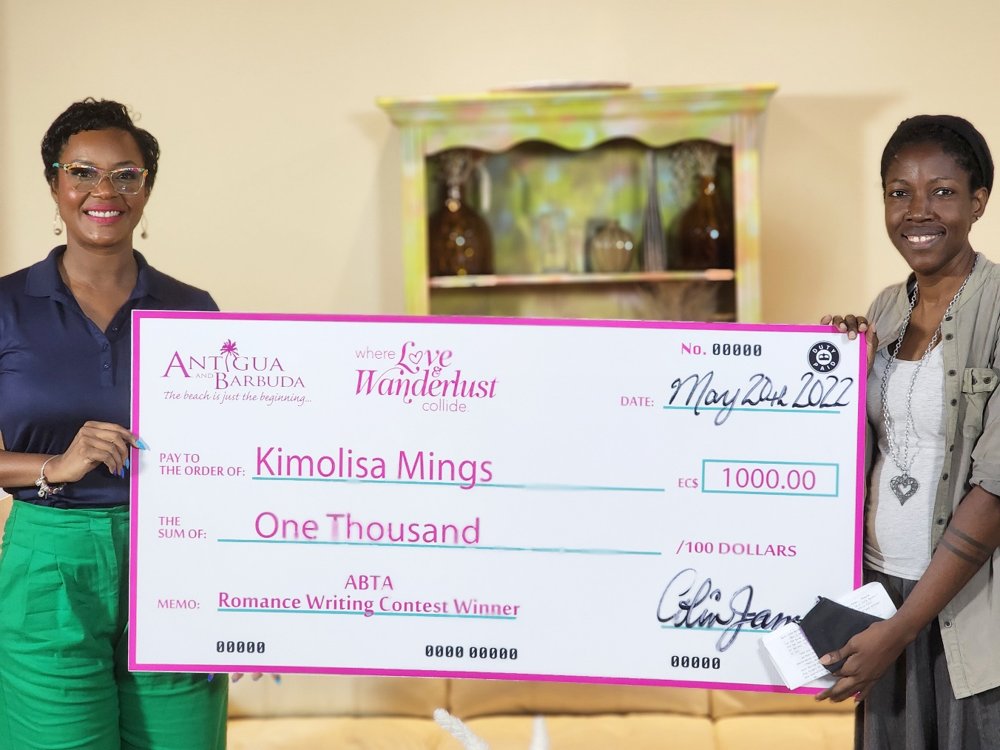 ANTIGUA
AND BARBUDA
The beach is just the beginning...
where Love
&
Wanderlust
collide.
No. 00000
DUTY PAID
DATE: May 20th 2022
PAY TO
THE ORDER OF: Kimolisa Mings
EC$ 1000.00
THE
SUM OF: One Thousand
/100 DOLLARS
ABTA
MEMO: Romance Writing Contest Winner
Colin Jam
00000
0000 00000
00000